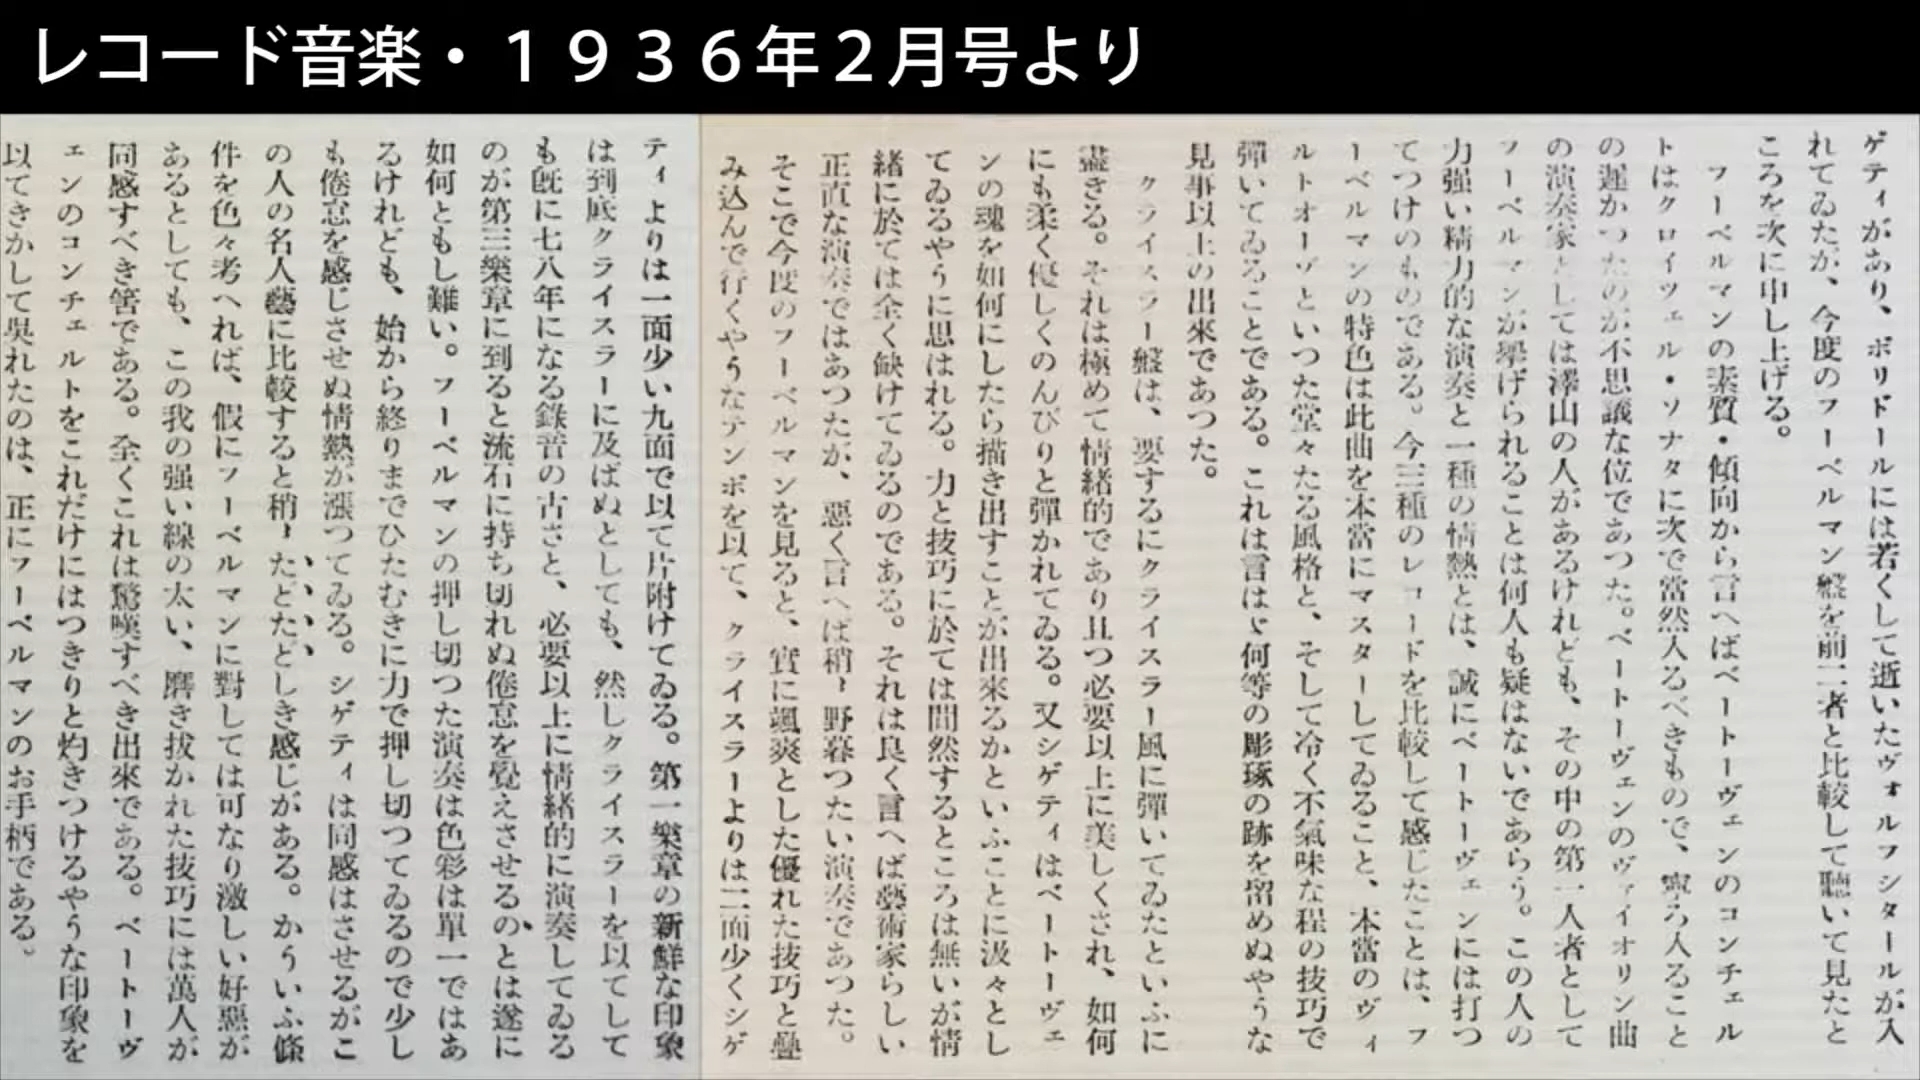 レコード音楽・１９３６年２月号より
ゲティがあり、ポリドールには若くして逝いたヴォルフシタールが入
れてゐたが、今度のフーベルマン盤を前二者と比較して聴いて見たと
ころを次に申し上げる。
フーベルマンの素質・傾向から言へばベートーヴェンのコンチェル
トはクロイツェル・ソナタに次で當然入るべきもので、寧ろ入ること
の遲かつたのが不思議な位であつた。ベートーヴェンのヴァイオリン曲
の演奏家としては澤山の人があるけれども、その中の第一人者として
フーベルマンが擧げられることは何人も疑はないであらう。この人の
力强い精力的な演奏と一種の情熱とは、誠にベートーヴェンには打つ
てつけのものである。今三種のレコードを比較して感じたことは、フ
ーベルマンの特色は此曲を本當にマスターしてゐること、本當のヴィ
ルトオーゾといつた堂々たる風格と、そして冷く不氣味な程の技巧で
彈いてゐることである。これは言はゞ何等の彫琢の跡を留めぬやうな
見事以上の出來であつた。
クライスラー盤は、要するにクライスラー風に彈いてゐたといふに
盡きる。それは極めて情緒的であり且つ必要以上に美しくされ、如何
にも柔く優しくのんびりと彈かれてゐる。又シゲティはベートーヴェ
ンの魂を如何にしたら描き出すことが出來るかといふことに汲々とし
てゐるやうに思はれる。力と技巧に於ては間然するところは無いが情
緒に於ては全く缺けてゐるのである。それは良く言へば藝術家らしい
正直な演奏ではあつたが、悪く言へば稍〻野暮つたい演奏であつた。
そこで今度のフーベルマンを見ると、實に颯爽とした優れた技巧と疊
み込んで行くやうなテンポを以て、クライスラーよりは二面少くシゲ
ティよりは一面少い九面で以て片附けてゐる。第一樂章の新鮮な印象
は到底クライスラーに及ばぬとしても、然しクライスラーを以てして
も旣に七八年になる錄音の古さと、必要以上に情緒的に演奏してゐる
のが第三樂章に到ると流石に持ち切れぬ倦怠を覺えさせるのとは遂に
如何ともし難い。フーベルマンの押し切つた演奏は色彩は單一ではあ
るけれども、始から終りまでひたむきに力で押し切つてゐるので少し
も倦怠を感じさせぬ情熱が漲つてゐる。シゲティは同感はさせるがこ
の人の名人藝に比較すると稍〻たどたどしき感じがある。かういふ條
件を色々考へれば、假にフーベルマンに對しては可なり激しい好惡が
あるとしても、この我の强い線の太い、磨き拔かれた技巧には萬人が
同感すべき筈である。全くこれは驚嘆すべき出來である。ベートーヴ
ェンのコンチェルトをこれだけにはつきりと灼きつけるやうな印象を
以てきかして吳れたのは、正にフーベルマンのお手柄である。